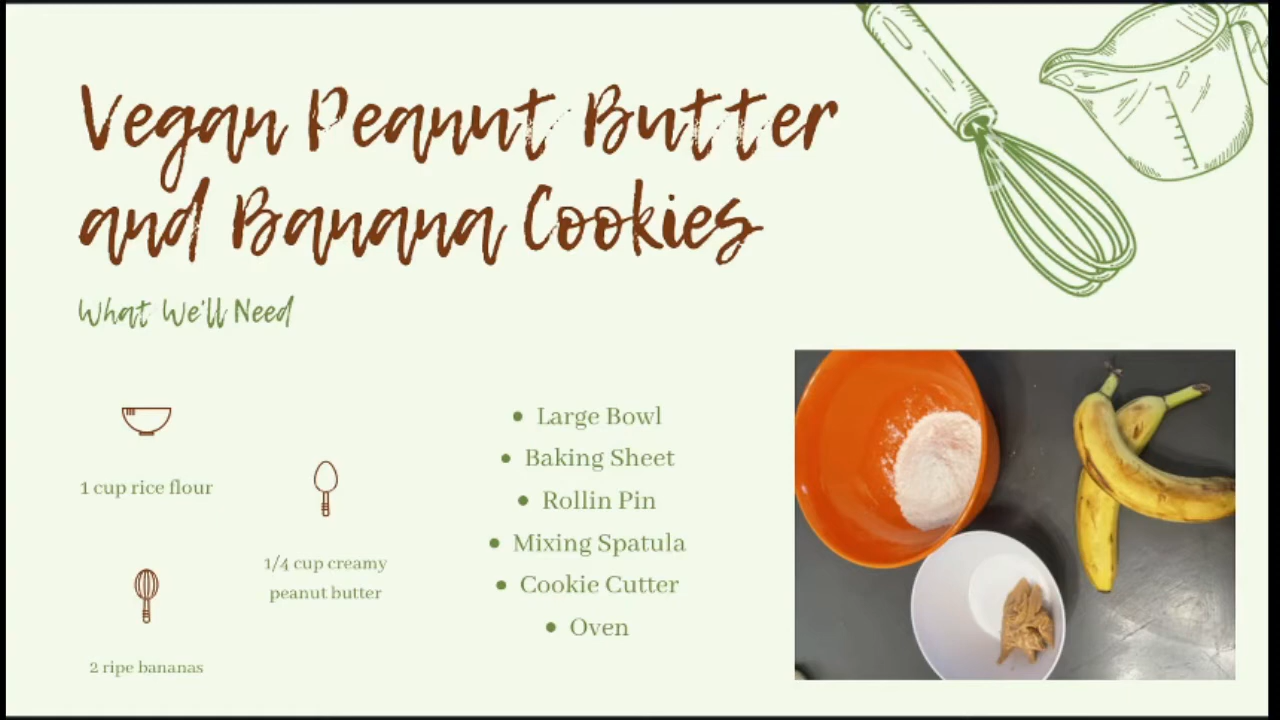 Vegan Peanut Butter
and Banana Cookies
What We'll Need
1 cup rice flour
1/4 cup creamy
peanut butter
2 ripe bananas
Large Bowl
Baking Sheet
Rollin Pin
Mixing Spatula
Cookie Cutter
Oven